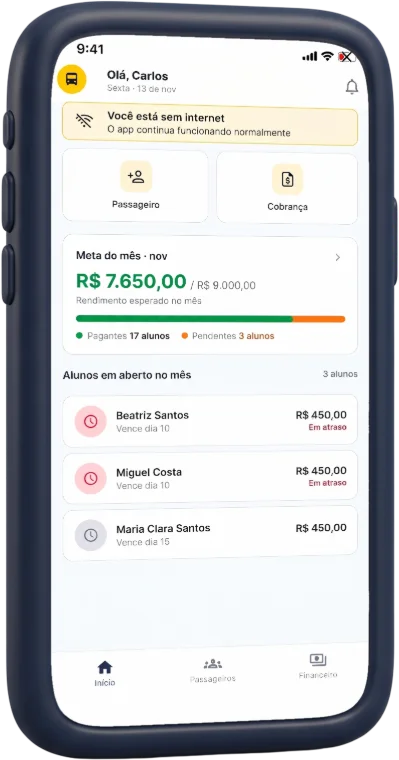 9:41
Olá, Carlos
Sexta · 13 de nov
Você está sem internet
O app continua funcionando normalmente
Passageiro
Cobrança
Meta do mês · nov
R$ 7.650,00 / R$ 9.000,00
Rendimento esperado no mês
Pagantes 17 alunos Pendentes 3 alunos
Alunos em aberto no mês 3 alunos
Beatriz Santos R$ 450,00
Vence dia 10 Em atraso
Miguel Costa R$ 450,00
Vence dia 10 Em atraso
Maria Clara Santos R$ 450,00
Vence dia 15
Início Passageiros Financeiro